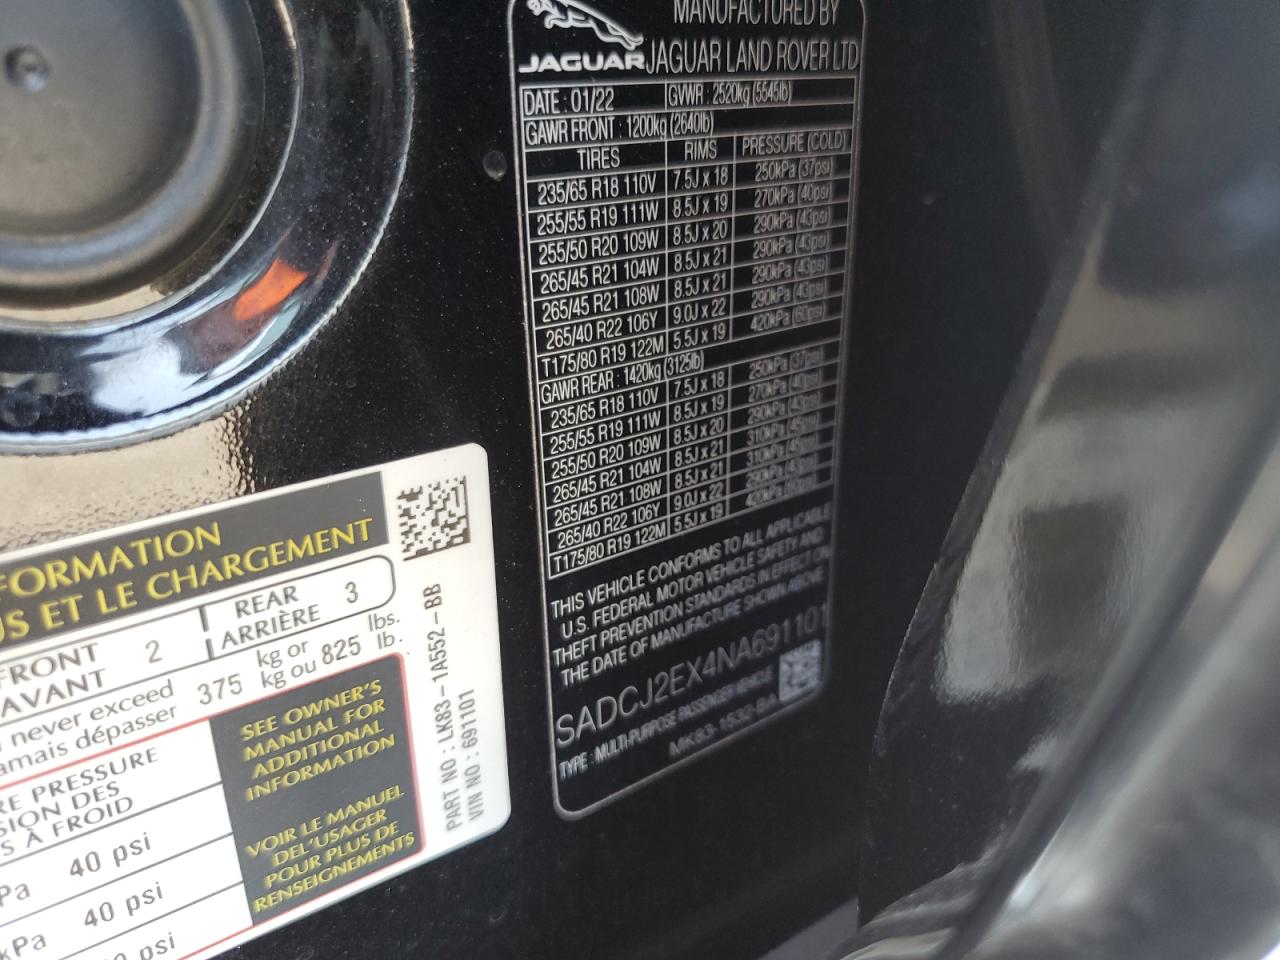 MANUFACTURED BY
JAGUAR JAGUAR LAND ROVER LTD
DATE : 01/22 GVWR : 2520kg (5545lb)
GAWR FRONT : 1200kg (2640lb)
TIRES RIMS PRESSURE (COLD)
235/65 R18 110V 7.5J x 18 250kPa (37psi)
255/55 R19 111W 8.5J x 19 270kPa (40psi)
255/50 R20 109W 8.5J x 20 290kPa (43psi)
265/45 R21 104W 8.5J x 21 290kPa (43psi)
265/45 R21 108W 8.5J x 21 290kPa (43psi)
265/40 R22 106Y 9.0J x 22 290kPa (43psi)
T175/80 R19 122M 5.5J x 19 420kPa (60psi)
GAWR REAR : 1420kg (3125lb)
235/65 R18 110V 7.5J x 18 250kPa (37psi)
255/55 R19 111W 8.5J x 19 270kPa (40psi)
255/50 R20 109W 8.5J x 20 290kPa (43psi)
265/45 R21 104W 8.5J x 21 310kPa (45psi)
265/45 R21 108W 8.5J x 21 310kPa (45psi)
265/40 R22 106Y 9.0J x 22 290kPa (43psi)
T175/80 R19 122M 5.5J x 19 420kPa (60psi)
THIS VEHICLE CONFORMS TO ALL APPLICABLE
U.S. FEDERAL MOTOR VEHICLE SAFETY AND
THEFT PREVENTION STANDARDS IN EFFECT ON
THE DATE OF MANUFACTURE SHOWN ABOVE
SADCJ2EX4NA691101
TYPE : MULTI-PURPOSE PASSENGER VEHICLE
MK83-1532-BA
FORMATION
US ET LE CHARGEMENT
FRONT 2 REAR 3
AVANT ARRIÈRE
never exceed 375 kg or 825 lbs.
amais dépasser kg ou lb.
RE PRESSURE
SION DES
S À FROID
Pa 40 psi
kPa 40 psi
psi
SEE OWNER'S
MANUAL FOR
ADDITIONAL
INFORMATION
VOIR LE MANUEL
DEL'USAGER
POUR PLUS DE
RENSEIGNEMENTS
PART NO : LK83-1A552-BB
VIN NO : 691101